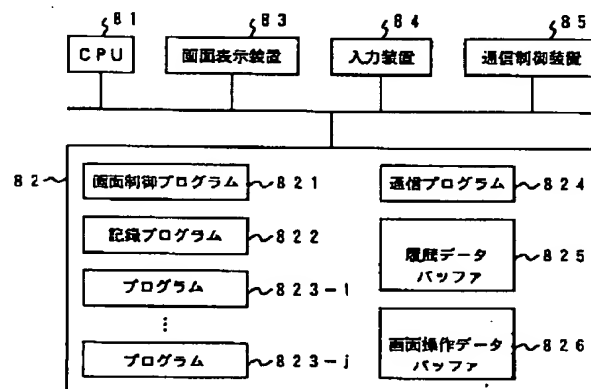 81
83
84
85
CPU
画面表示装置
入力装置
通信制御装置
82
画面制御プログラム
821
通信プログラム
824
記録プログラム
822
履歴データ
バッファ
825
プログラム
823-1
⋮
プログラム
823-j
画面操作データ
バッファ
826